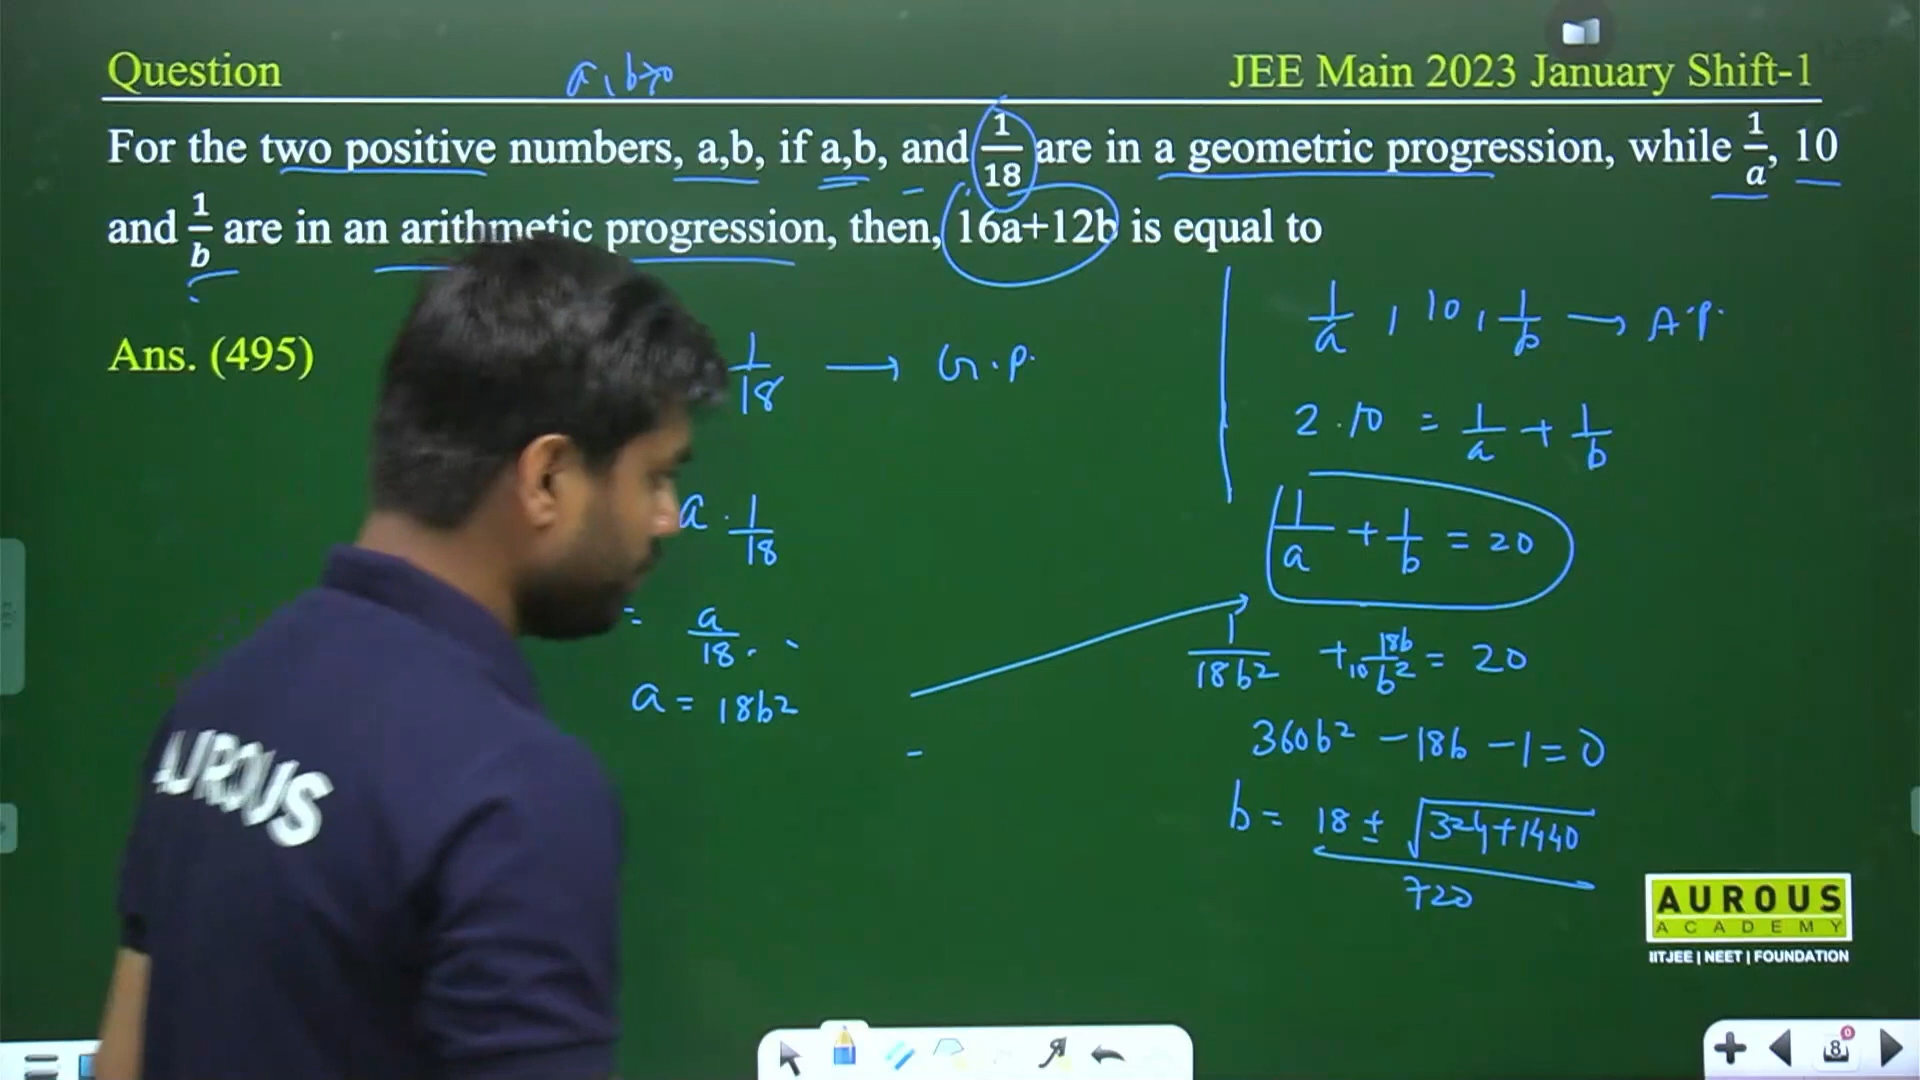 Question
a, b>0
JEE Main 2023 January Shift-1
For the two positive numbers, a,b, if a,b, and 1/18 are in a geometric progression, while 1/a, 10
and 1/b are in an arithmetic progression, then, 16a+12b is equal to
Ans. (495)
1/18 → G.P.
a · 1/18
= a/18
a = 18b²
1/a , 10 , 1/b → A.P.
2.10 = 1/a + 1/b
1/a + 1/b = 20
1/18b² + 18b/b² = 20
360b² - 18b - 1 = 0
b = 18 ± √324+1440
720
AUROUS
AUROUS
ACADEMY
IITJEE | NEET | FOUNDATION
8
0